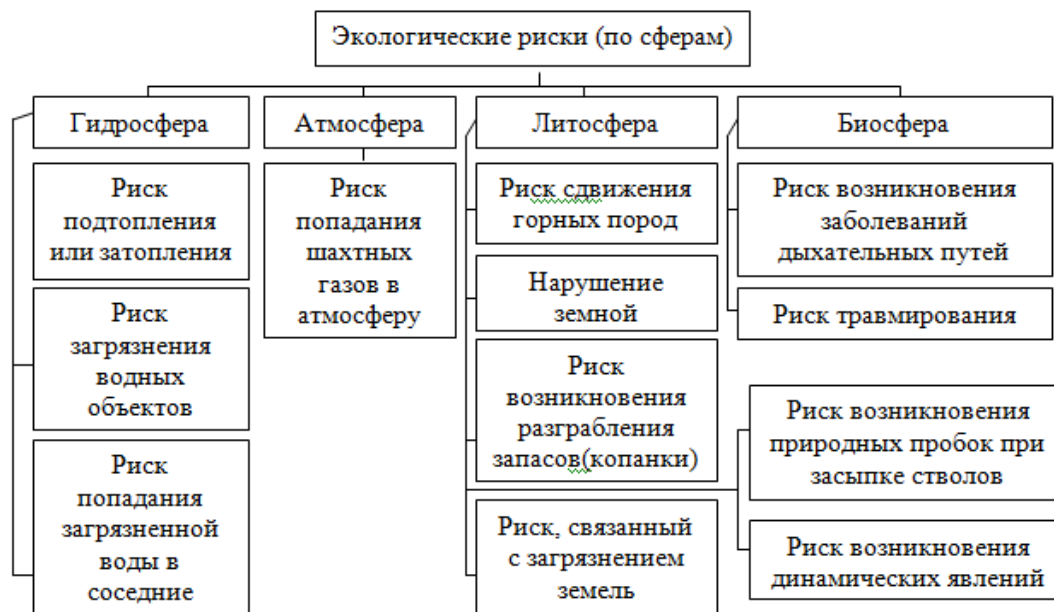 Экологические риски (по сферам)
Гидросфера
Риск
подтопления
или затопления
Риск
загрязнения
водных
объектов
Риск
попадания
загрязненной
воды в
соседние
Атмосфера
Риск
попадания
шахтных
газов в
атмосферу
Литосфера
Риск сдвижения
горных пород
Нарушение
земной
Риск
возникновения
разграбления
запасов(копанки)
Риск, связанный
с загрязнением
земель
Биосфера
Риск возникновения
заболеваний
дыхательных путей
Риск травмирования
Риск возникновения
природных пробок при
засыпке стволов
Риск возникновения
динамических явлений